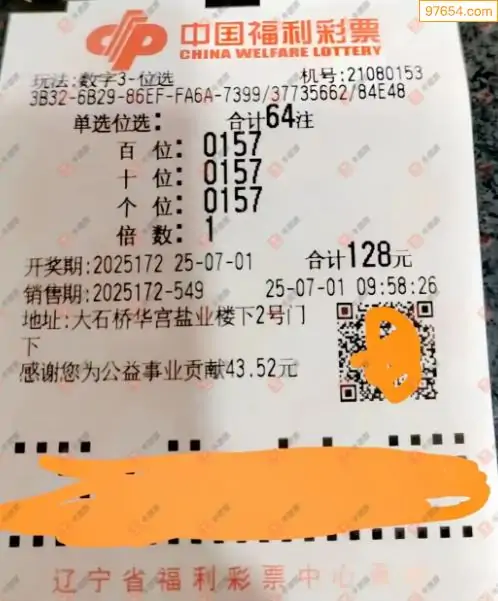 97654.com
中国福利彩票
CHINA WELFARE LOTTERY
玩法:数字3-位选 机号:21080153
3B32-6B29-86EF-FA6A-7399/37735662/84E48
单选位选: 合计64注
百 位: 0157
十 位: 0157
个 位: 0157
倍 数: 1
开奖期:2025172 25-07-01 合计128元
销售期:2025172-549 25-07-01 09:58:26
地址:大石桥华宫盐业楼下2号门
下
感谢您为公益事业贡献43.52元
辽宁省福利彩票中心承销